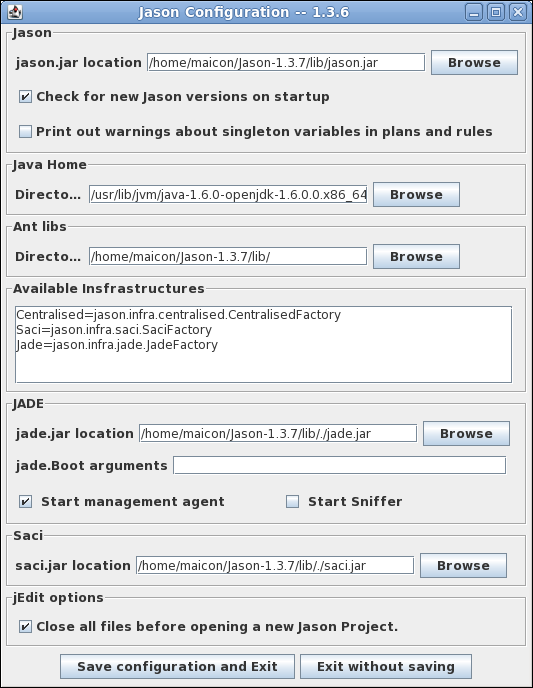 Jason Configuration -- 1.3.6
Jason
jason.jar location /home/maicon/Jason-1.3.7/lib/jason.jar Browse
Check for new Jason versions on startup
Print out warnings about singleton variables in plans and rules
Java Home
Directo... /usr/lib/jvm/java-1.6.0-openjdk-1.6.0.0.x86_64 Browse
Ant libs
Directo... /home/maicon/Jason-1.3.7/lib/ Browse
Available Insfrastructures
Centralised=jason.infra.centralised.CentralisedFactory
Saci=jason.infra.saci.SaciFactory
Jade=jason.infra.jade.JadeFactory
JADE
jade.jar location /home/maicon/Jason-1.3.7/lib/./jade.jar Browse
jade.Boot arguments
Start management agent Start Sniffer
Saci
saci.jar location /home/maicon/Jason-1.3.7/lib/./saci.jar Browse
jEdit options
Close all files before opening a new Jason Project.
Save configuration and Exit Exit without saving